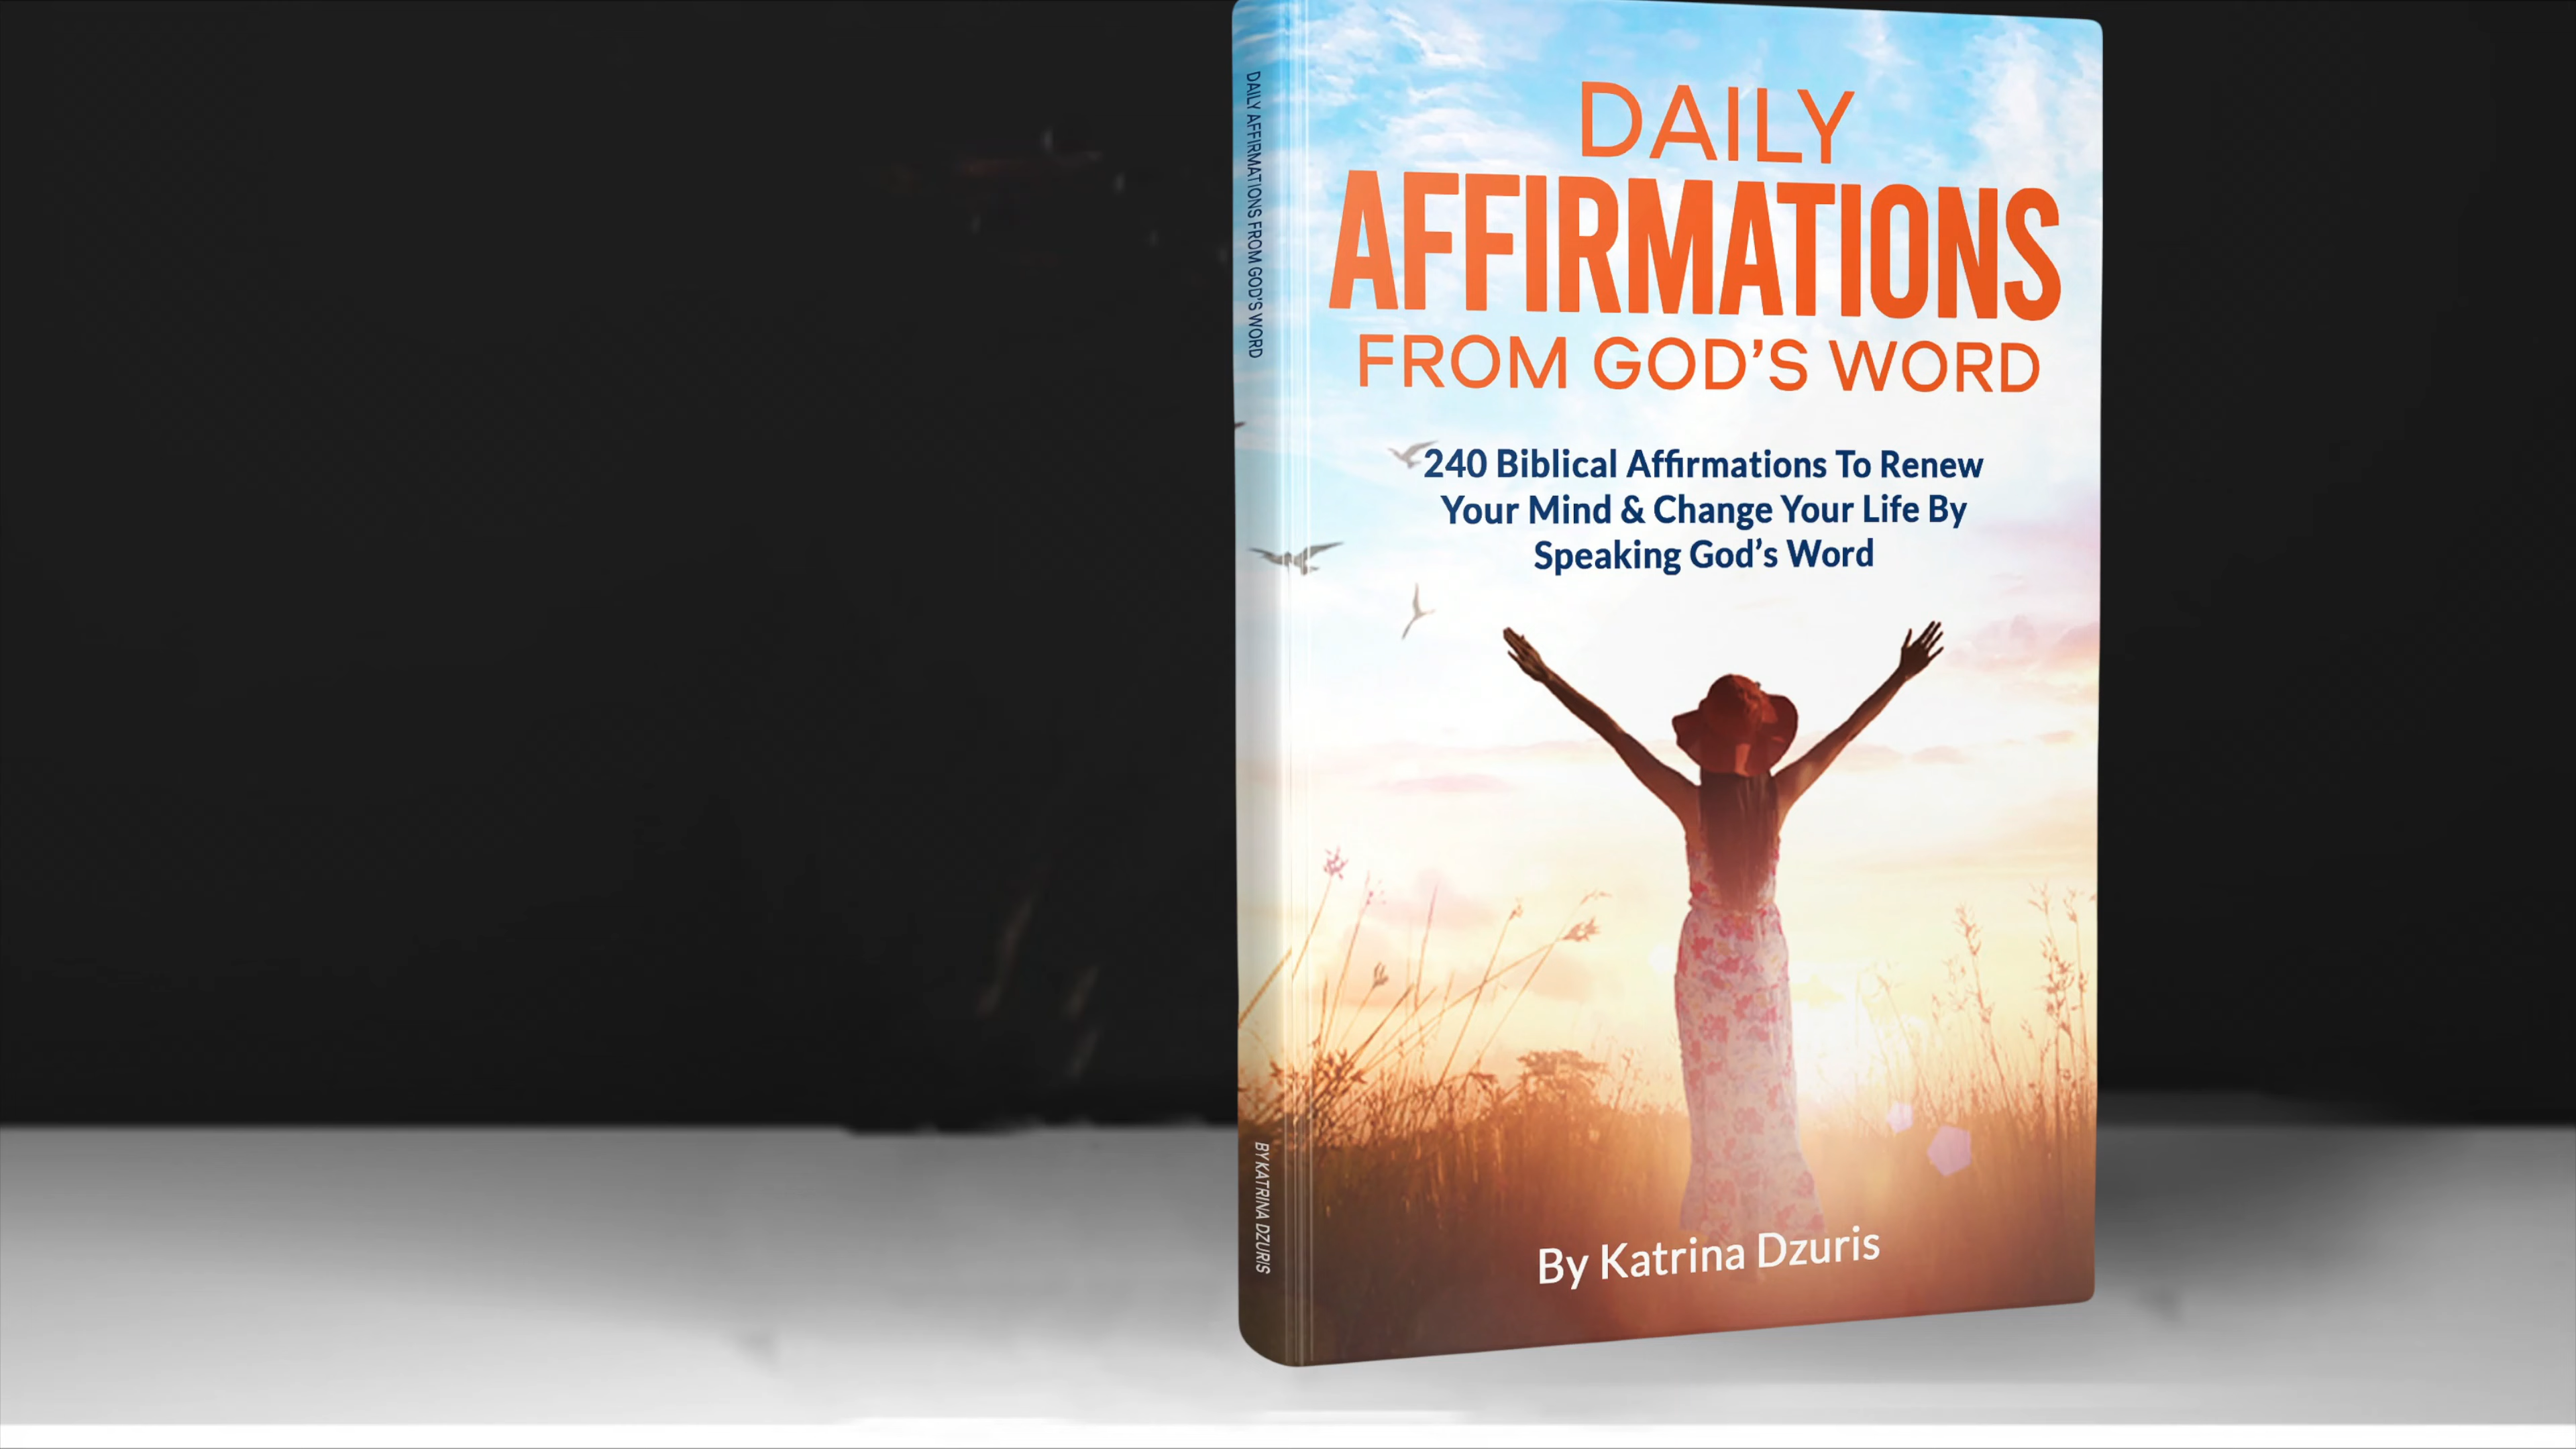 DAILY AFFIRMATIONS FROM GOD'S WORD
BY KATRINA DZURIS
DAILY
AFFIRMATIONS
FROM GOD'S WORD
240 Biblical Affirmations To Renew
Your Mind & Change Your Life By
Speaking God's Word
By Katrina Dzuris